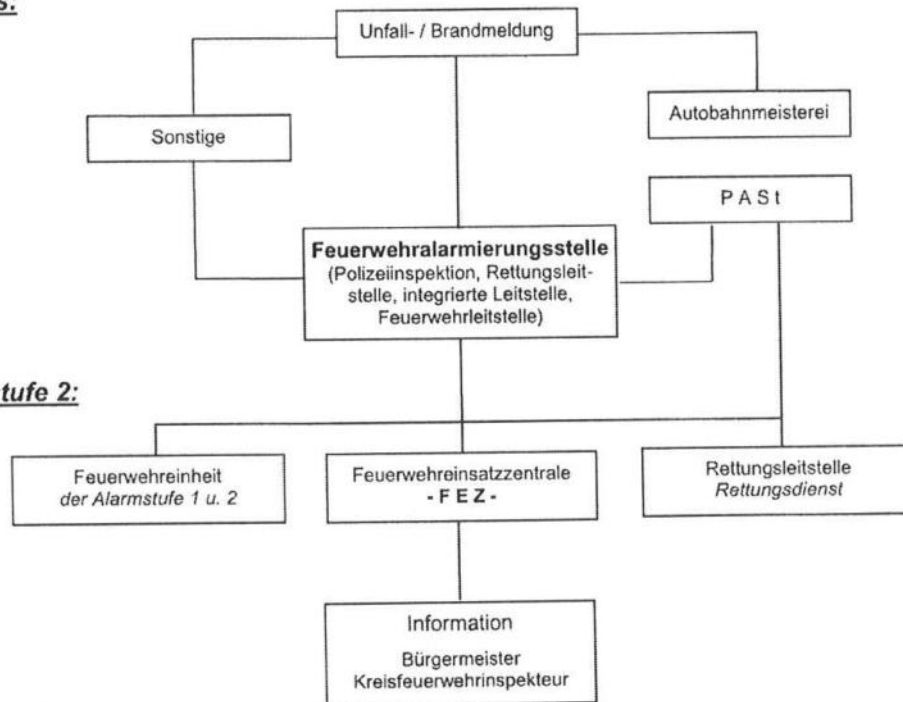 s:
Unfall- / Brandmeldung
Sonstige
Autobahnmeisterei
P A S t
Feuerwehralarmierungsstelle
(Polizeiinspektion, Rettungsleit-
stelle, integrierte Leitstelle,
Feuerwehrleitstelle)
tufe 2:
Feuerwehreinheit
der Alarmstufe 1 u. 2
Feuerwehreinsatzzentrale
- F E Z -
Rettungsleitstelle
Rettungsdienst
Information
Bürgermeister
Kreisfeuerwehrinspekteur